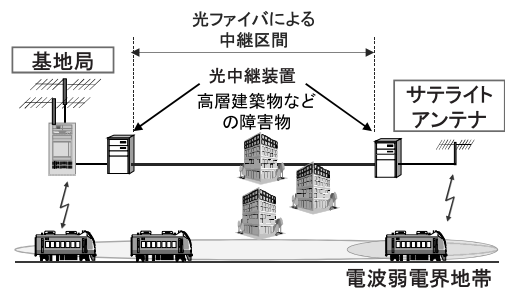 光ファイバによる
中継区間
基地局
光中継装置
高層建築物など
の障害物
サテライト
アンテナ
電波弱電界地帯